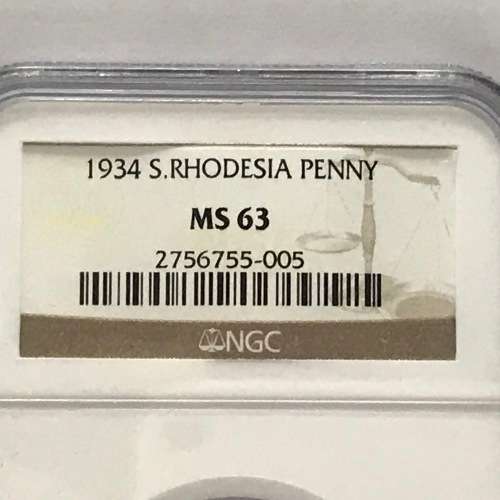 1934 S.RHODESIA PENNY
MS 63
2756755-005
NGC